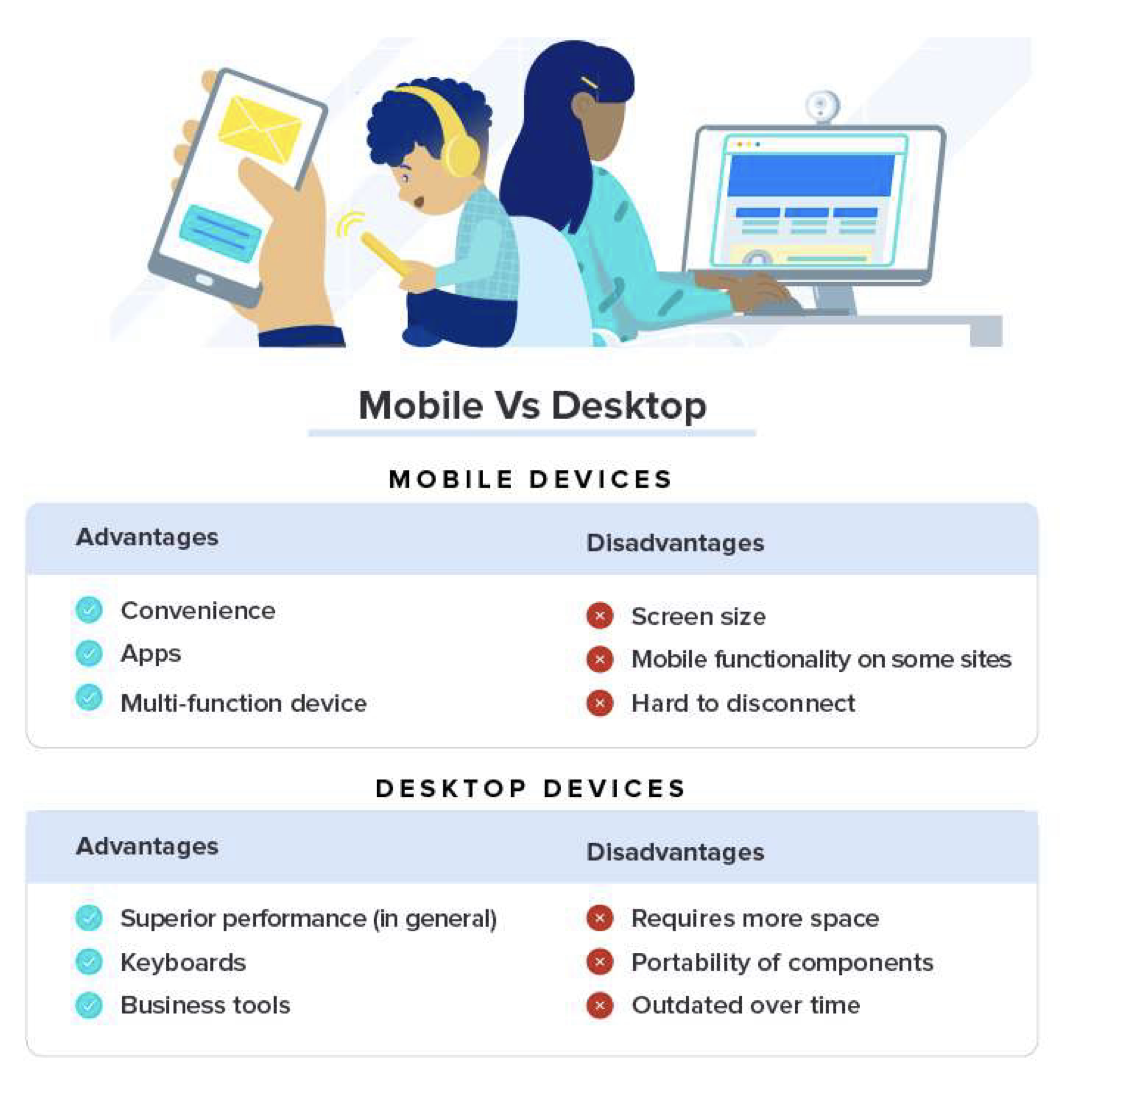 Mobile Vs Desktop
MOBILE DEVICES
Advantages
Disadvantages
Convenience
Screen size
Apps
Mobile functionality on some sites
Multi-function device
Hard to disconnect
DESKTOP DEVICES
Advantages
Disadvantages
Superior performance (in general)
Requires more space
Keyboards
Portability of components
Business tools
Outdated over time